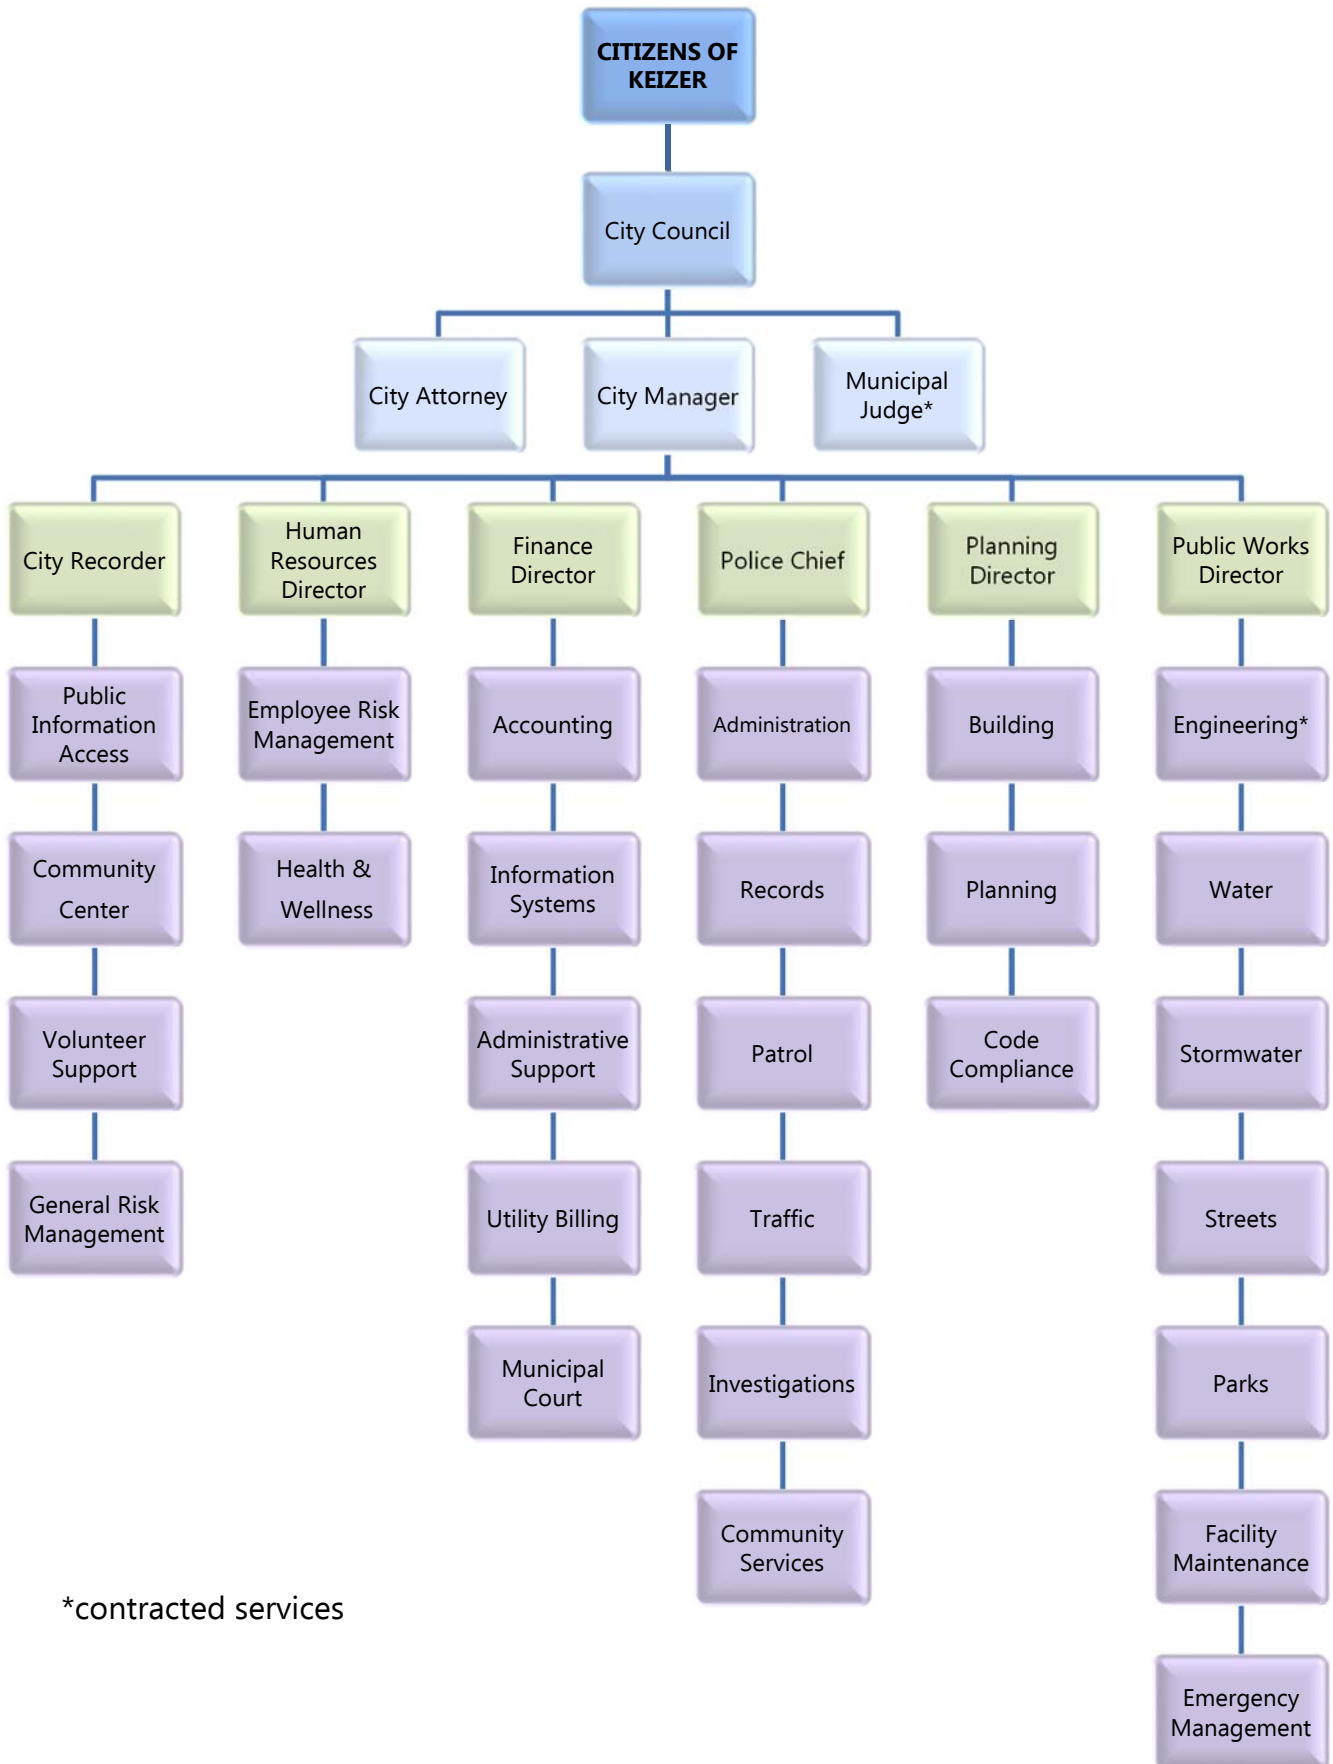 CITIZENS OF
KEIZER
City Council
City Attorney
City Manager
Municipal
Judge*
City Recorder
Human
Resources
Director
Finance
Director
Police Chief
Planning
Director
Public Works
Director
Public
Information
Access
Employee Risk
Management
Accounting
Administration
Building
Engineering*
Community
Center
Health &
Wellness
Information
Systems
Records
Planning
Water
Volunteer
Support
Administrative
Support
Patrol
Code
Compliance
Stormwater
General Risk
Management
Utility Billing
Traffic
Streets
Municipal
Court
Investigations
Parks
Community
Services
Facility
Maintenance
*contracted services
Emergency
Management